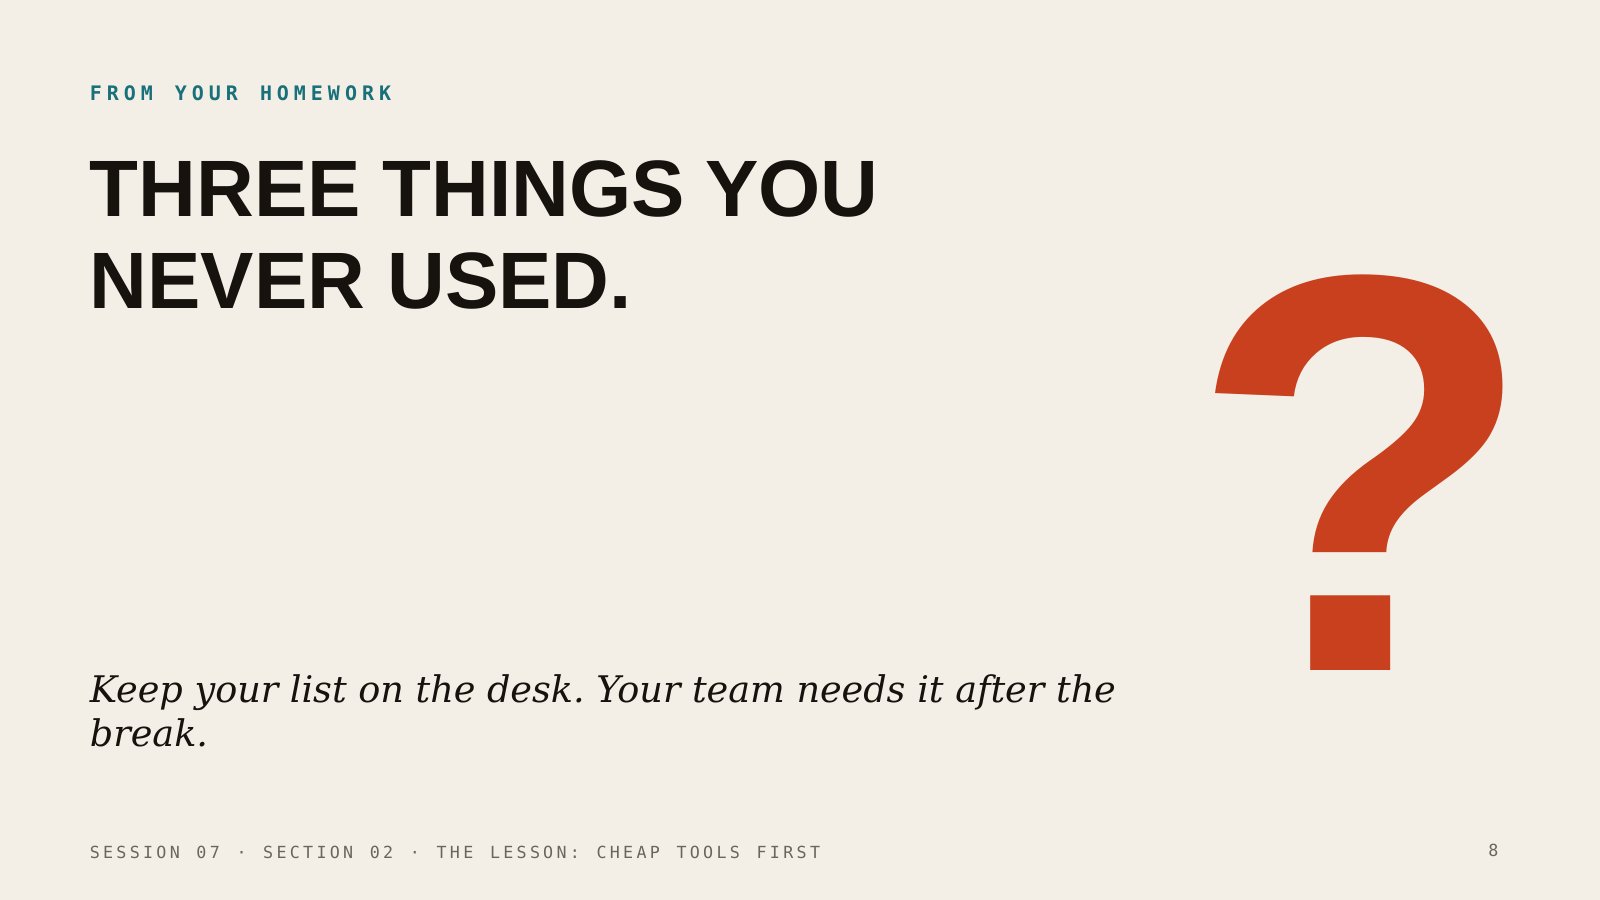 FROM YOUR HOMEWORK
THREE THINGS YOU
NEVER USED.
?
Keep your list on the desk. Your team needs it after the
break.
SESSION 07 · SECTION 02 · THE LESSON: CHEAP TOOLS FIRST
8